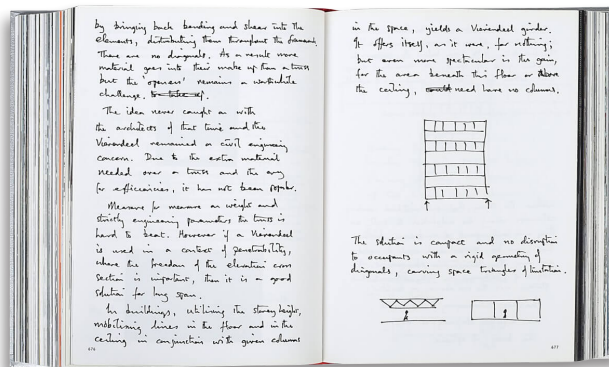 by bringing back bending and shear into the
elements, distributing them throughout the
There are no diagonals. As a result more
material goes into their make up than a truss
but the 'openess' remains a worthwhile
challenge.
The idea never caught on with
the architects of that time and the
Vierendeel remained a civil engineering
concern. Due to the extra material
needed over a truss and the
for efficiencies, it has not been popular.
Measure for measure on weight and
strictly engineering parameters the truss is
hard to beat. However if a Vierendeel
is used in a context of penetrability,
where the freedom of the elevation cross
section is important, then it is a good
solution for long span.
In buildings, utilising the storey height,
mobilising lines in the floor and in the
ceiling in conjunction with given columns
676
in the space, yields a Vierendeel girder.
It offers itself, as it were, for nothing;
but even more spectacular is this gain,
for the area beneath this floor or above
the ceiling, need have no columns.
The solution is compact and no disruption
to occupants with a rigid geometry of
diagonals, carving space triangles of limitation.
677